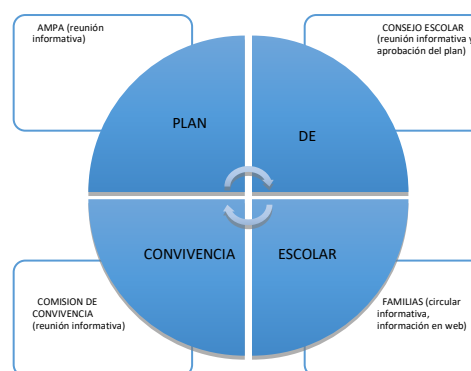 AMPA (reunión
informativa)
CONSEJO ESCOLAR
(reunión informativa y
aprobación del plan)
PLAN
DE
CONVIVENCIA
ESCOLAR
COMISION DE
CONVIVENCIA
(reunión informativa)
FAMILIAS (circular
informativa,
información en web)